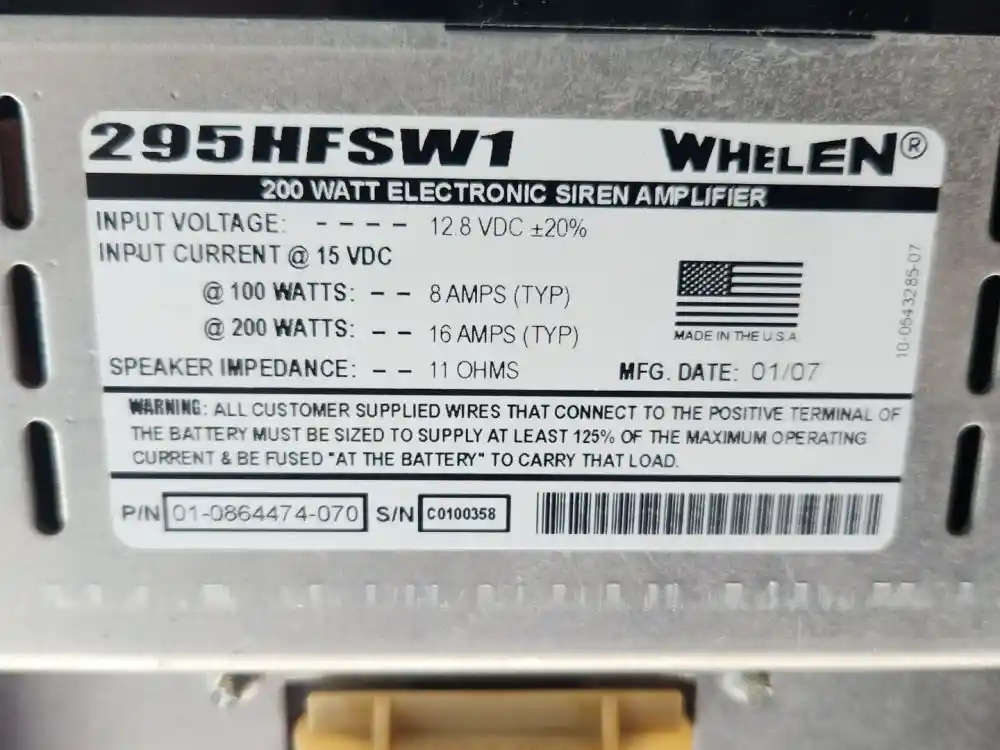 295HFSW1 WHELEN®
200 WATT ELECTRONIC SIREN AMPLIFIER
INPUT VOLTAGE: - - - - 12.8 VDC ±20%
INPUT CURRENT @ 15 VDC
@ 100 WATTS: - - 8 AMPS (TYP)
@ 200 WATTS: - - 16 AMPS (TYP)
SPEAKER IMPEDANCE: - - 11 OHMS
MADE IN THE U.S.A.
MFG. DATE: 01/07
10-0543285-07
WARNING: ALL CUSTOMER SUPPLIED WIRES THAT CONNECT TO THE POSITIVE TERMINAL OF
THE BATTERY MUST BE SIZED TO SUPPLY AT LEAST 125% OF THE MAXIMUM OPERATING
CURRENT & BE FUSED "AT THE BATTERY" TO CARRY THAT LOAD.
P/N 01-0864474-070 S/N C0100358